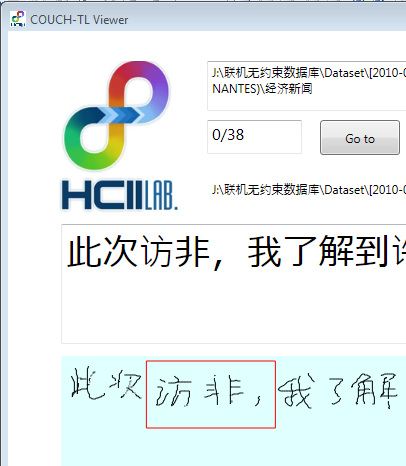 COUCH-TL Viewer
J:\联机无约束数据库\Dataset\[2010-0
NANTES)\经济新闻
0/38
Go to
HCII LAB.
J:\联机无约束数据库\Dataset\[2010-0
此次访非，我了解到
此次访非，我了解